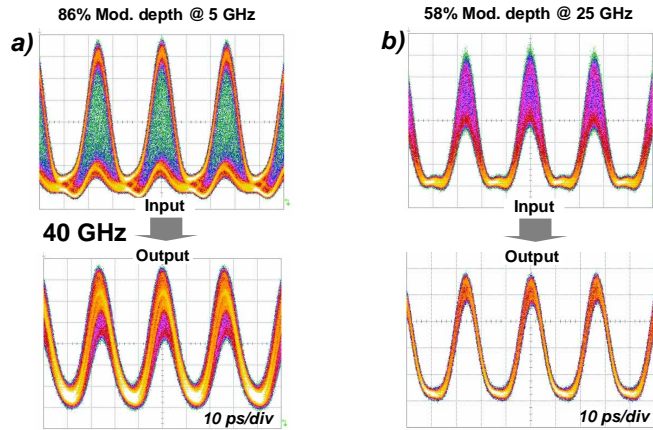 86% Mod. depth @ 5 GHz
a)
Input
40 GHz
Output
10 ps/div
58% Mod. depth @ 25 GHz
b)
Input
Output
10 ps/div